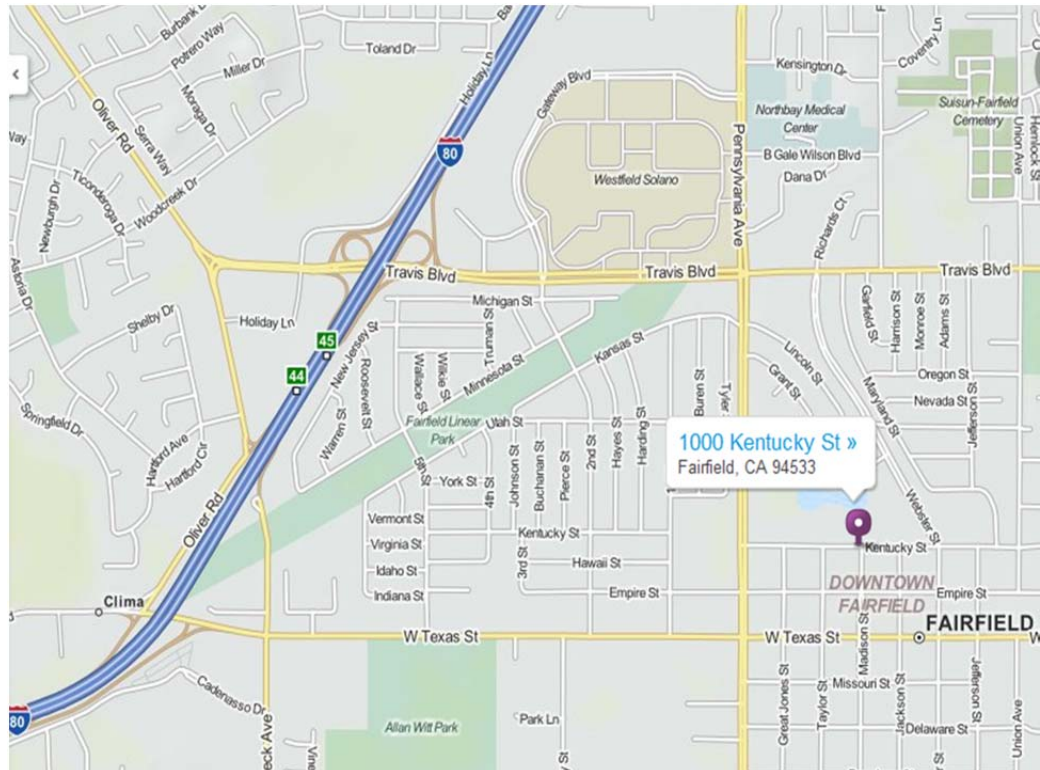 Burbank
Potrero Way
Miller Dr
Moraga Dr
Serra Way
Oliver Rd
Toland Dr
Holiday Ln
80
Gateway Blvd
Westfield Solano
Pennsylvania Ave
Kensington Dr
Coventry Ln
Northbay Medical
Center
B Gale Wilson Blvd
Dana Dr
Suisun-Fairfield
Cemetery
Union Ave
Hemlock St
Way
Newburgh Dr
Ticonderoga Dr
Woodcreek Dr
Astoria Dr
Richards Ct
Travis Blvd
Travis Blvd
Travis Blvd
Shelby Dr
Holiday Ln
45
44
New Jersey St
Roosevelt St
Warren St
Wallace St
Wilkie St
Truman St
Michigan St
Minnesota St
Kansas St
Lincoln St
Grant St
Garfield St
Harrison St
Monroe St
Adams St
Maryland St
Oregon St
Nevada St
Jefferson St
Springfield Dr
Hartford Ave
Hartford Cir
Oliver Rd
Fairfield Linear
Park
Utah St
5th St
York St
4th St
Johnson St
Buchanan St
Pierce St
2nd St
Hayes St
Harding St
Buren St
Tyler
1000 Kentucky St »
Fairfield, CA 94533
Webster St
Vermont St
Virginia St
Idaho St
Indiana St
3rd St
Kentucky St
Hawaii St
Empire St
Kentucky St
DOWNTOWN
FAIRFIELD
Empire St
Clima
W Texas St
W Texas St
FAIRFIELD
W
Cadenasso Dr
80
Beck Ave
Allan Witt Park
Park Ln
Great Jones St
Taylor St
Madison St
Missouri St
Jackson St
Jefferson St
Delaware St
Union Ave